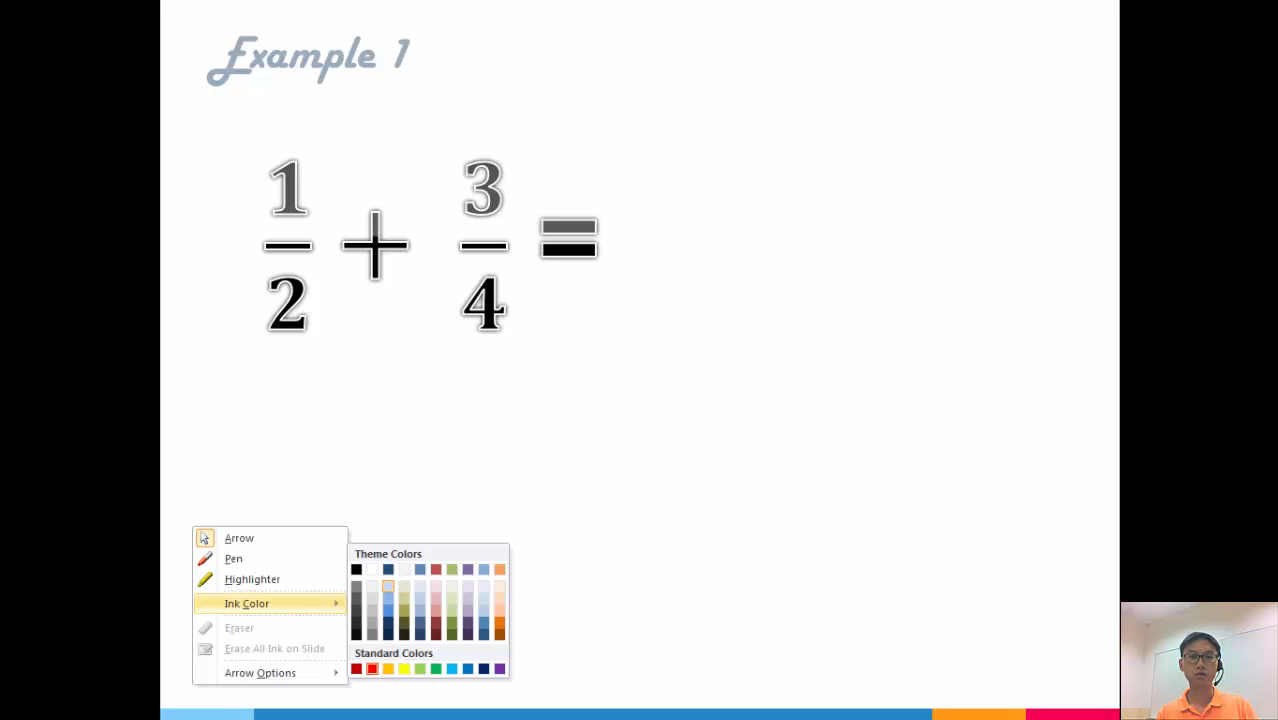 Example 1
1/2 + 3/4 =
Arrow
Pen
Highlighter
Ink Color
Eraser
Erase All Ink on Slide
Arrow Options
Theme Colors
Standard Colors